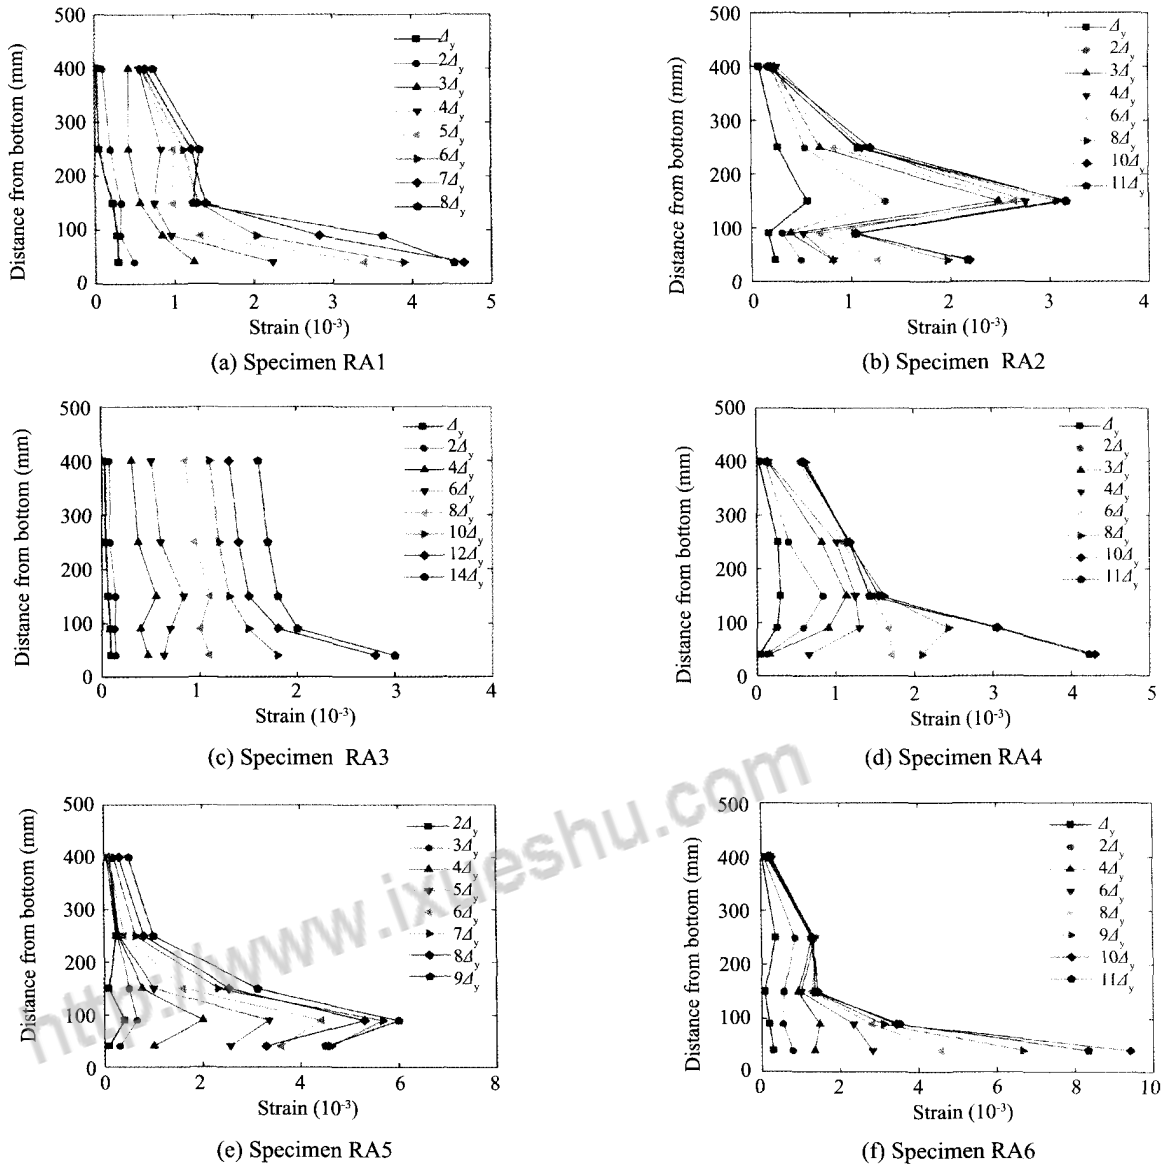 500
400
300
200
100
0
Distance from bottom (mm)
Δy
2Δy
3Δy
4Δy
5Δy
6Δy
7Δy
8Δy
0 1 2 3 4 5
Strain (10-3)
(a) Specimen RA1
500
400
300
200
100
0
Distance from bottom (mm)
Δy
2Δy
3Δy
4Δy
6Δy
8Δy
10Δy
11Δy
0 1 2 3 4
Strain (10-3)
(b) Specimen RA2
500
400
300
200
100
0
Distance from bottom (mm)
Δy
2Δy
4Δy
6Δy
8Δy
10Δy
12Δy
14Δy
0 1 2 3 4
Strain (10-3)
(c) Specimen RA3
500
400
300
200
100
0
Distance from bottom (mm)
Δy
2Δ
3Δy
4Δy
6Δy
8Δy
10Δy
11Δy
0 1 2 3 4 5
Strain (10-3)
(d) Specimen RA4
500
400
300
200
100
0
Distance from bottom (mm)
2Δy
3Δy
4Δy
5Δy
6Δy
7Δy
8Δy
9Δy
0 2 4 6 8
Strain (10-3)
(e) Specimen RA5
500
400
300
200
100
0
Distance from bottom (mm)
Δy
2Δy
4Δy
6Δy
8Δy
9Δy
10Δy
11Δy
0 2 4 6 8 10
Strain (10-3)
(f) Specimen RA6
http://www.ixueshu.com